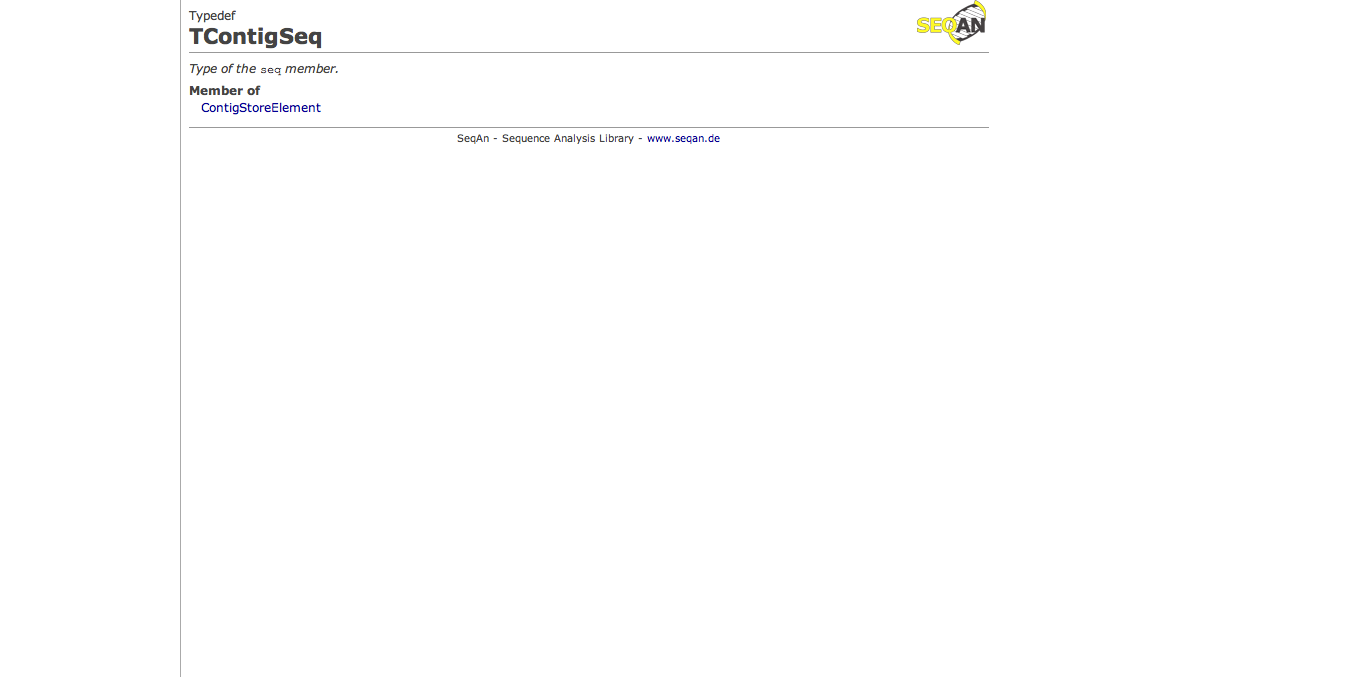 Typedef
SEQAN
TContigSeq
Type of the seq member.
Member of
ContigStoreElement
SeqAn - Sequence Analysis Library - www.seqan.de